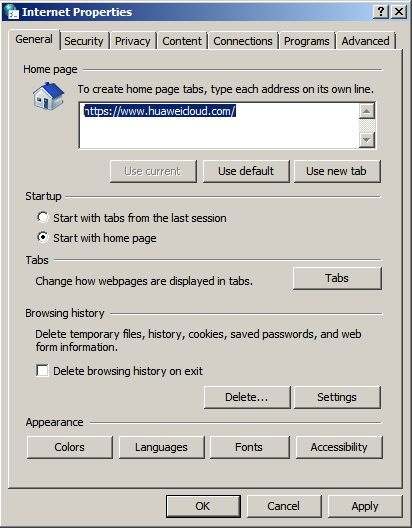 Internet Properties
General
Security
Privacy
Content
Connections
Programs
Advanced
Home page
To create home page tabs, type each address on its own line.
https://www.huaweicloud.com/
Use current
Use default
Use new tab
Startup
Start with tabs from the last session
Start with home page
Tabs
Change how webpages are displayed in tabs.
Tabs
Browsing history
Delete temporary files, history, cookies, saved passwords, and web
form information.
Delete browsing history on exit
Delete...
Settings
Appearance
Colors
Languages
Fonts
Accessibility
OK
Cancel
Apply